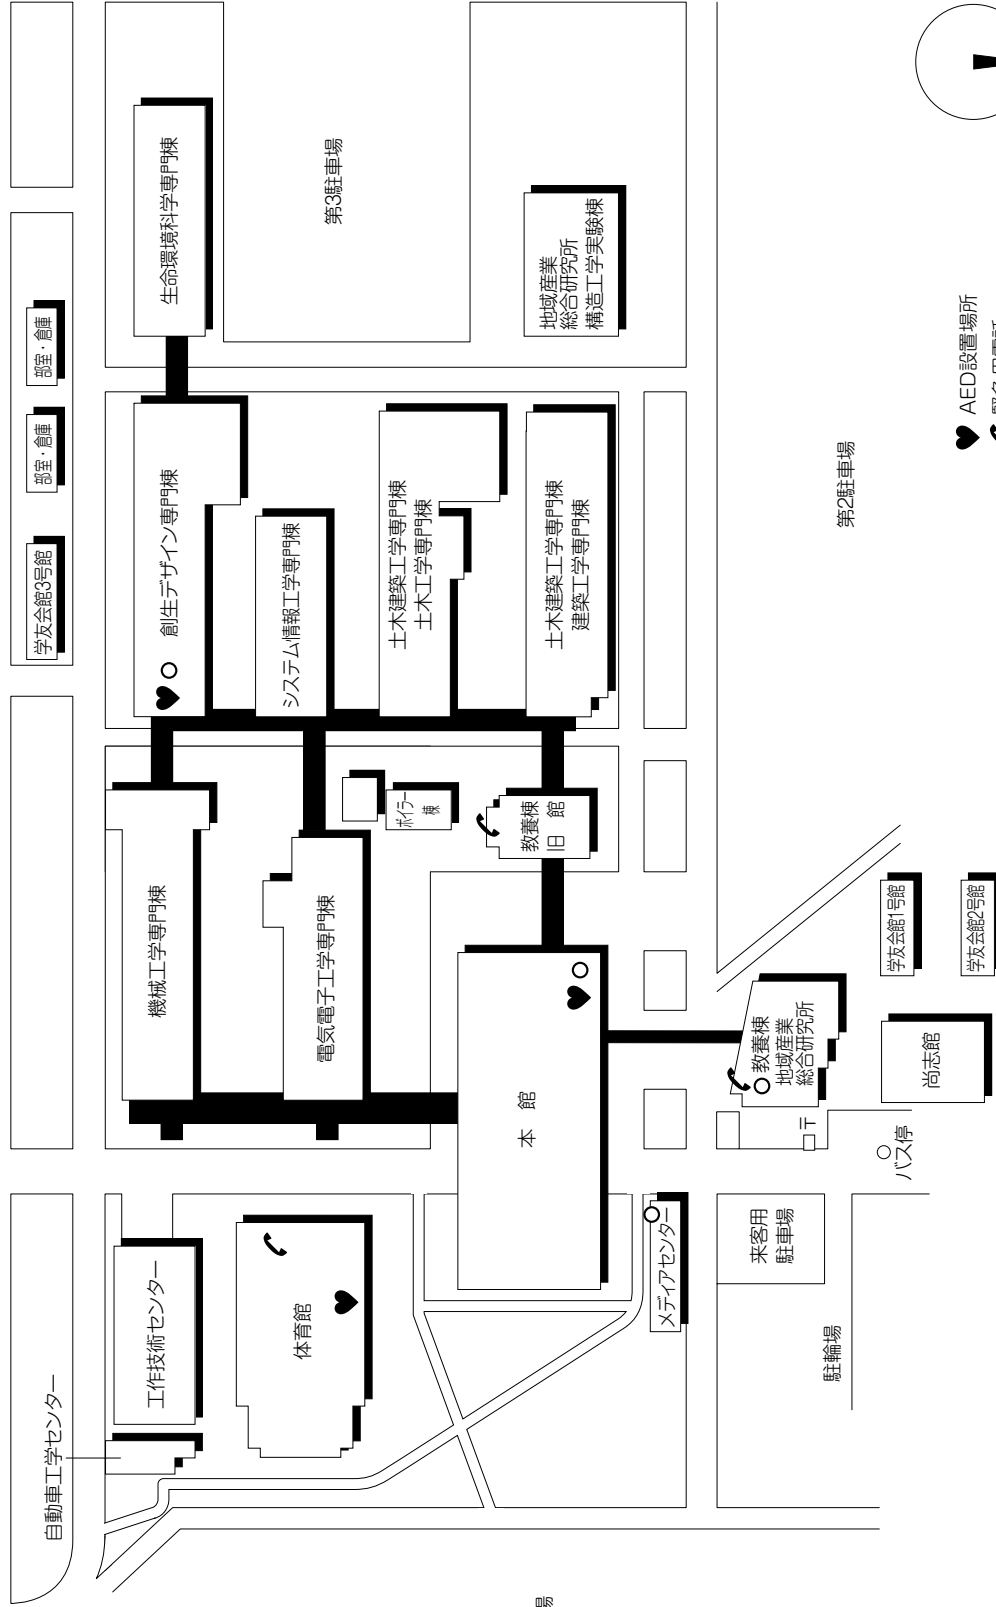 部室・倉庫
部室・倉庫
学友会館3号館
自動車工学センター
生命環境科学専門棟
創生デザイン専門棟
機械工学専門棟
工作技術センター
第3駐車場
システム情報工学専門棟
電気電子工学専門棟
体育館
土木建築工学専門棟
土木工学専門棟
ボイラー
棟
地域産業
総合研究所
構造工学実験棟
土木建築工学専門棟
建築工学専門棟
教養棟
旧 館
本 館
メディアセンター
教養棟
地域産業
総合研究所
〒
来客用
駐車場
第2駐車場
駐輪場
学友会館1号館
尚志館
バス停
学友会館2号館
AED設置場所